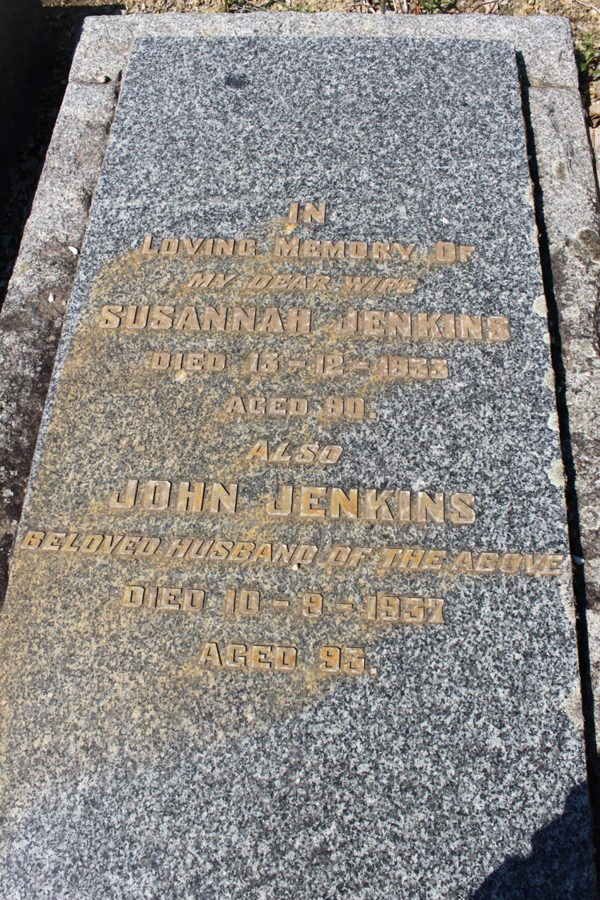 IN
LOVING MEMORY OF
MY DEAR WIFE
SUSANNAH JENKINS
DIED 13 - 12 - 1933
AGED 90.
ALSO
JOHN JENKINS
BELOVED HUSBAND OF THE ABOVE
DIED 10 - 9 - 1937
AGED 95.